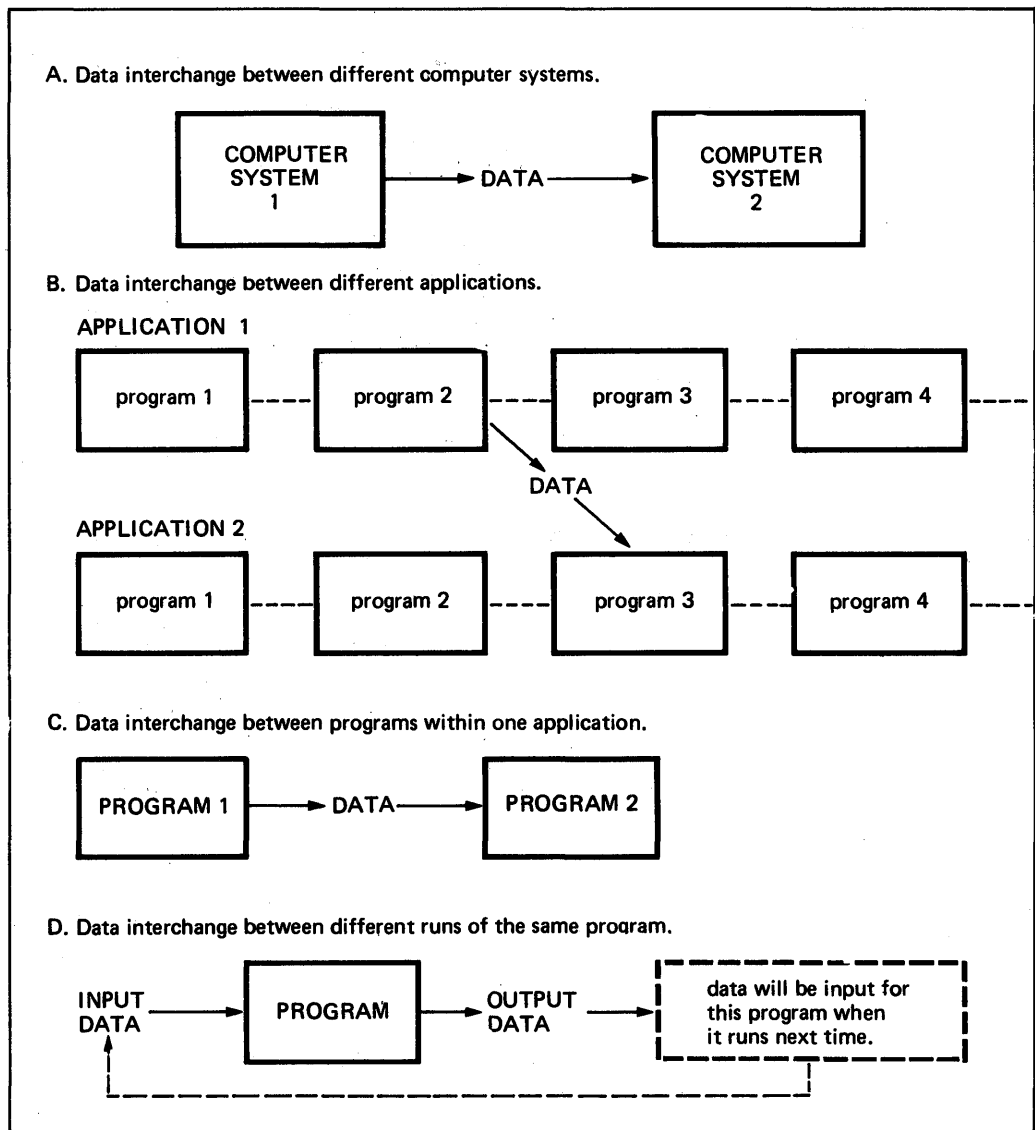 A. Data interchange between different computer systems.
COMPUTER
SYSTEM
1
DATA
COMPUTER
SYSTEM
2
B. Data interchange between different applications.
APPLICATION 1
program 1
program 2
program 3
program 4
DATA
APPLICATION 2
program 1
program 2
program 3
program 4
C. Data interchange between programs within one application.
PROGRAM 1
DATA
PROGRAM 2
D. Data interchange between different runs of the same program.
INPUT
DATA
PROGRAM
OUTPUT
DATA
data will be input for
this program when
it runs next time.